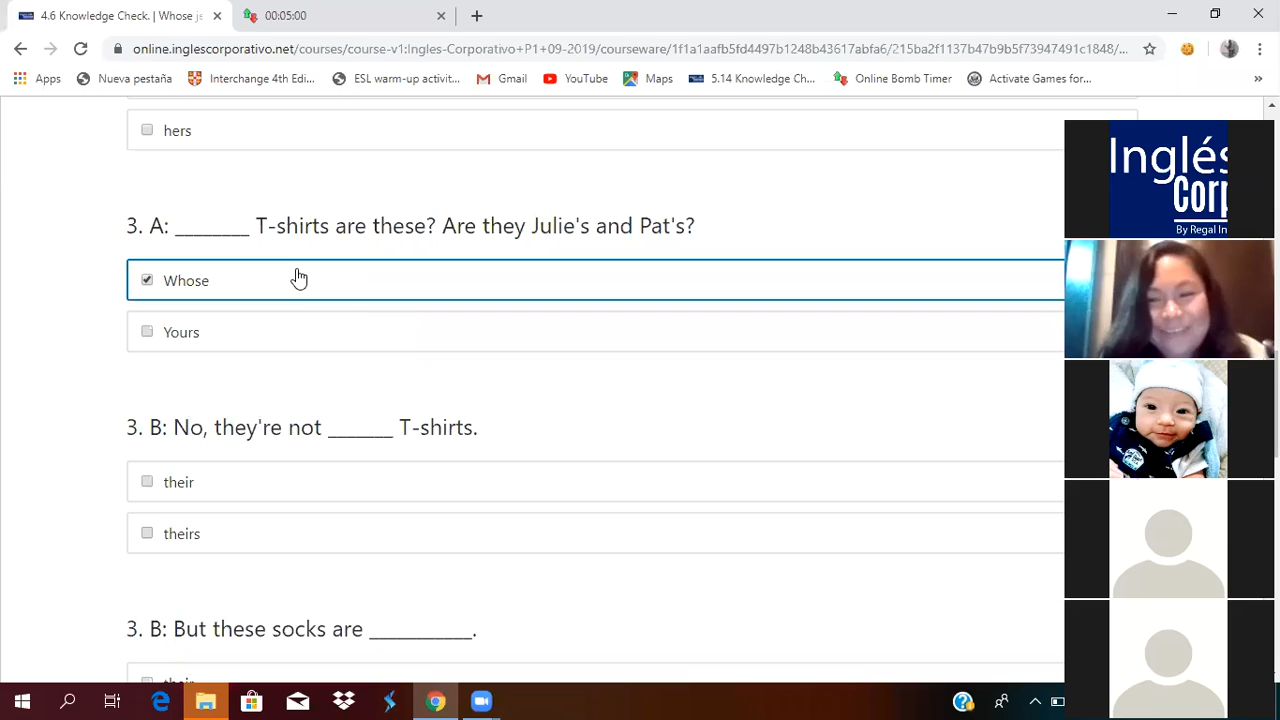 4.6 Knowledge Check. | Whose js
00:05:00
online.inglescorporativo.net/courses/course-v1:Ingles-Corporativo+P1+09-2019/courseware/1f1a1aafb5fd4497b1248b43617abfa6/215ba2f1137b47b9b5f73947491c1848/...
Apps
Nueva pestaña
Interchange 4th Edi...
ESL warm-up activit...
Gmail
YouTube
Maps
5.14 Knowledge Ch...
Online Bomb Timer
Activate Games for...
»
hers
3. A: ________ T-shirts are these? Are they Julie's and Pat's?
Whose
Yours
3. B: No, they're not _______ T-shirts.
their
theirs
3. B: But these socks are ___________.
their
Inglés
Corp
By Regal In